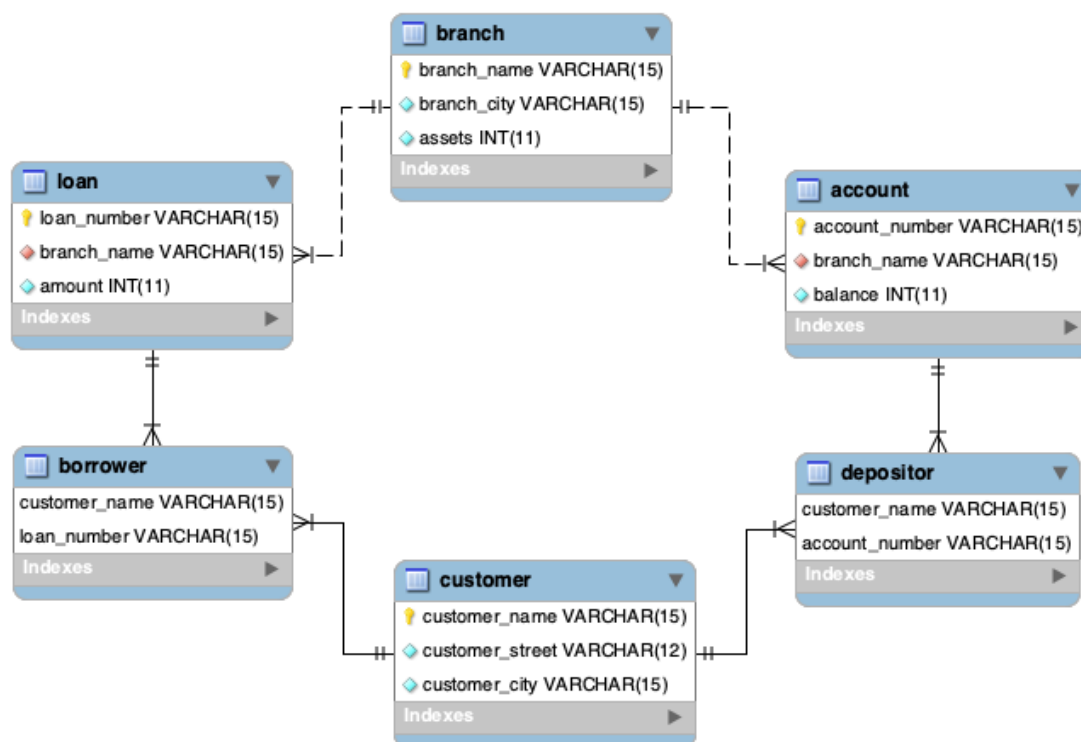 branch
branch_name VARCHAR(15)
branch_city VARCHAR(15)
assets INT(11)
Indexes
loan
loan_number VARCHAR(15)
branch_name VARCHAR(15)
amount INT(11)
Indexes
account
account_number VARCHAR(15)
branch_name VARCHAR(15)
balance INT(11)
Indexes
borrower
customer_name VARCHAR(15)
loan_number VARCHAR(15)
Indexes
depositor
customer_name VARCHAR(15)
account_number VARCHAR(15)
Indexes
customer
customer_name VARCHAR(15)
customer_street VARCHAR(12)
customer_city VARCHAR(15)
Indexes